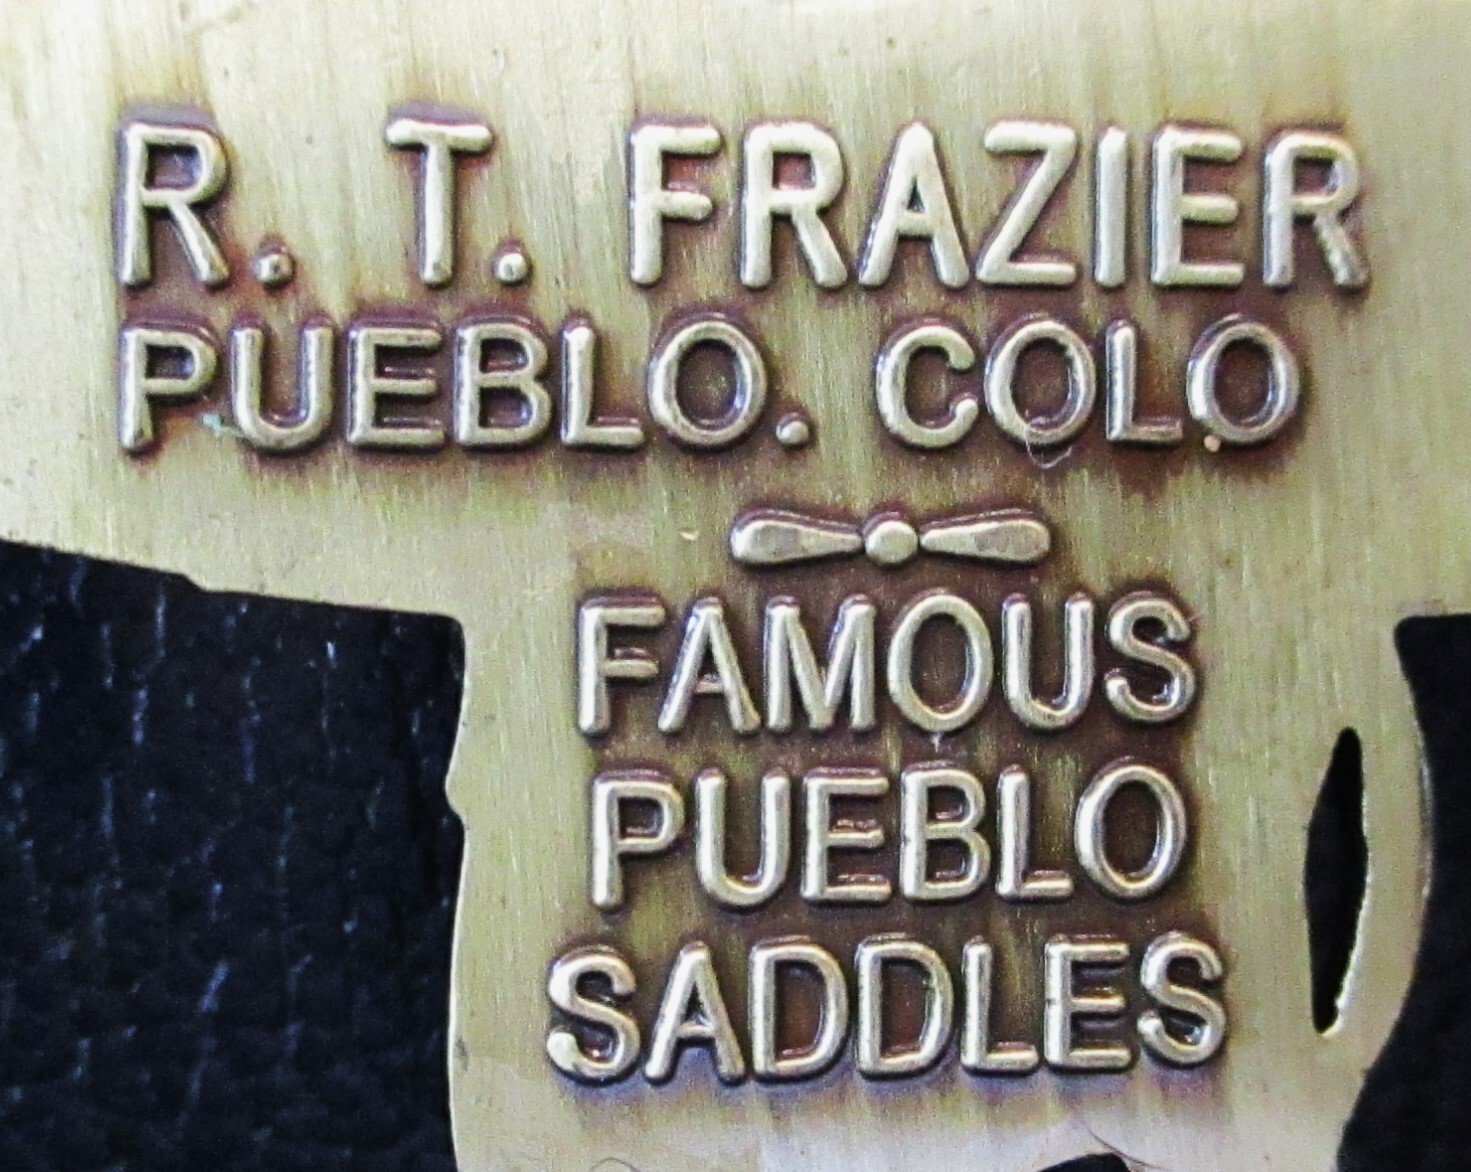 R. T. FRAZIER
PUEBLO. COLO
FAMOUS
PUEBLO
SADDLES